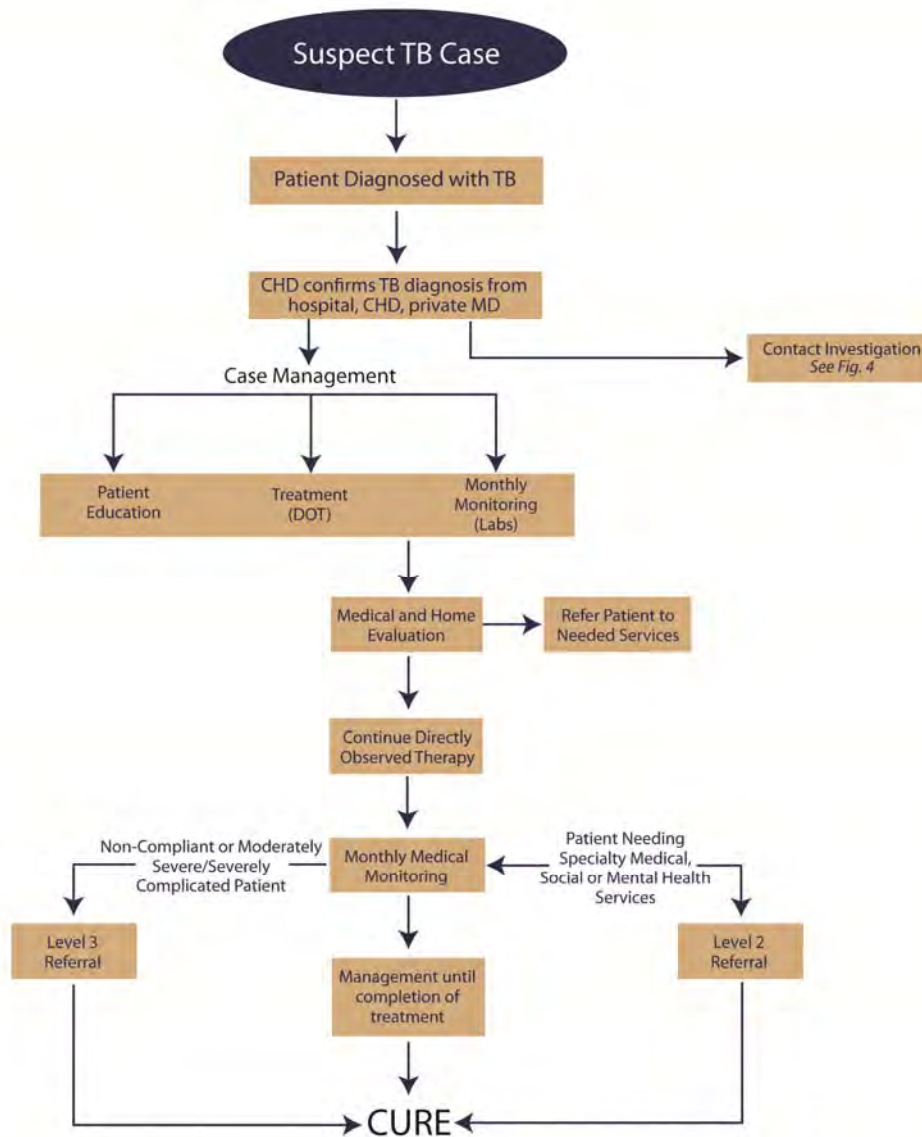 Suspect TB Case
Patient Diagnosed with TB
CHD confirms TB diagnosis from
hospital, CHD, private MD
Contact Investigation
See Fig. 4
Case Management
Patient
Education
Treatment
(DOT)
Monthly
Monitoring
(Labs)
Medical and Home
Evaluation
Refer Patient to
Needed Services
Continue Directly
Observed Therapy
Non-Compliant or Moderately
Severe/Severely
Complicated Patient
Monthly Medical
Monitoring
Patient Needing
Specialty Medical,
Social or Mental Health
Services
Level 3
Referral
Management until
completion of
treatment
Level 2
Referral
CURE